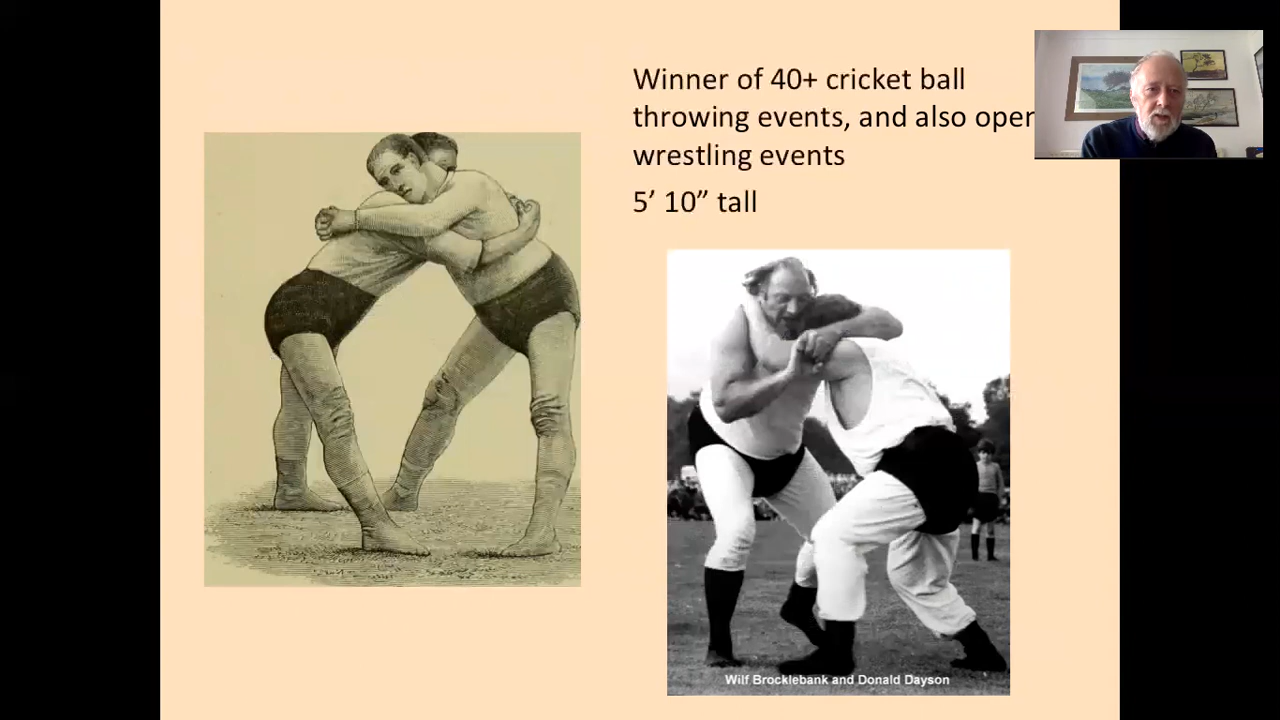 Winner of 40+ cricket ball
throwing events, and also open
wrestling events
5’ 10” tall
Wilf Brocklebank and Donald Dayson